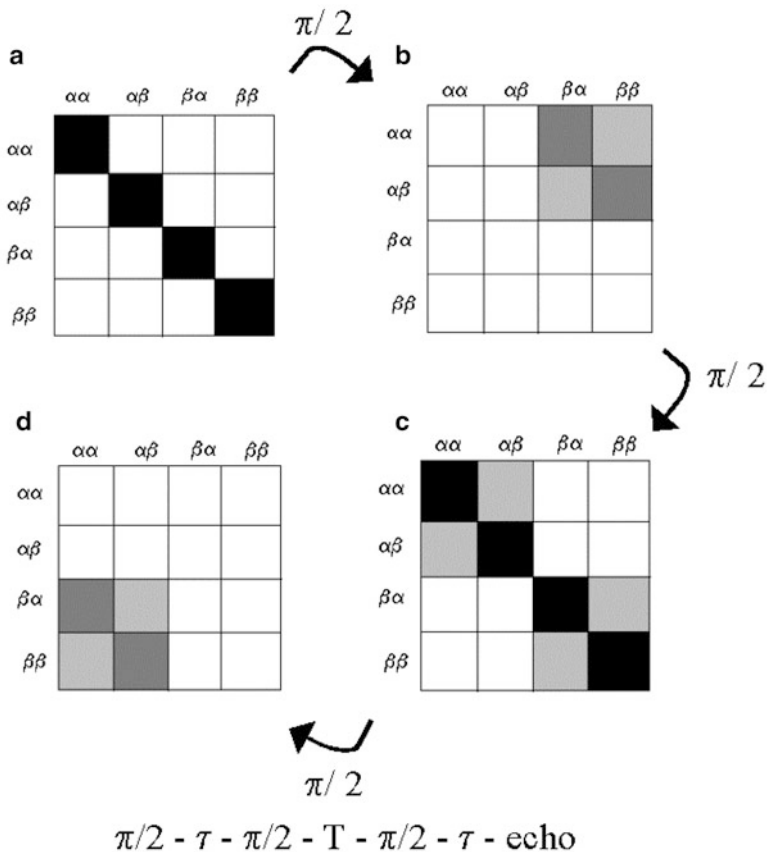 π/ 2
a
αα αβ βα ββ
αα
αβ
βα
ββ
b
αα αβ βα ββ
αα
αβ
βα
ββ
π/ 2
d
αα αβ βα ββ
αα
αβ
βα
ββ
c
αα αβ βα ββ
αα
αβ
βα
ββ
π/ 2
π/2 - τ - π/2 - T - π/2 - τ - echo